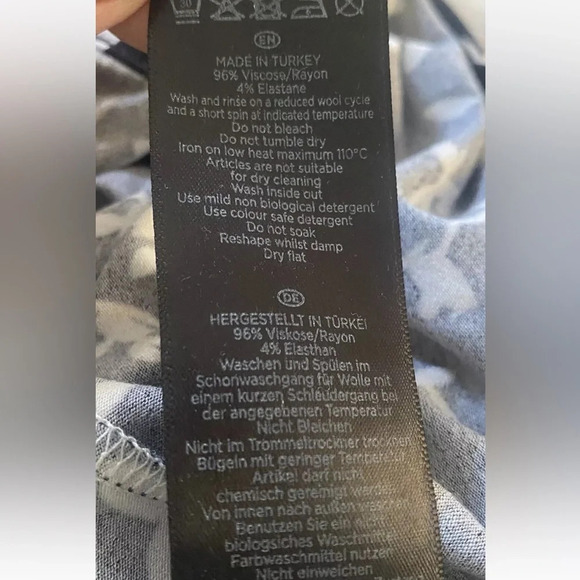 30
EN
MADE IN TURKEY
96% Viscose/Rayon
4% Elastane
Wash and rinse on a reduced wool cycle
and a short spin at indicated temperature
Do not bleach
Do not tumble dry
Iron on low heat maximum 110°C
Articles are not suitable
for dry cleaning
Wash inside out
Use mild non biological detergent
Use colour safe detergent
Do not soak
Reshape whilst damp
Dry flat
DE
HERGESTELLT IN TÜRKEI
96% Viskose/Rayon
4% Elasthan
Waschen und Spülen im
Schonwaschgang für Wolle mit
einem kurzen Schleudergang bei
der angegebenen Temperatur
Nicht Bleichen
Nicht im Trommeltrockner trocknen
Bügeln mit geringer Temperatur
Artikel darf nicht
chemisch gereinigt werden
Von innen nach außen waschen
Benutzen Sie ein nicht
biologisches Waschmittel
Farbwaschmittel nutzen
Nicht einweichen